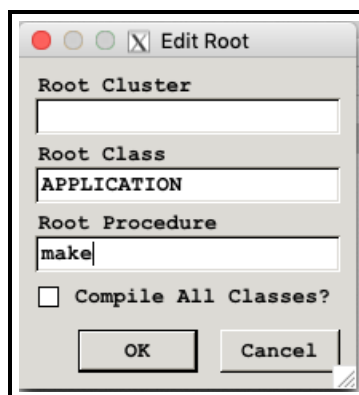 Edit Root
Root Cluster
Root Class
APPLICATION
Root Procedure
make
Compile All Classes?
OK Cancel